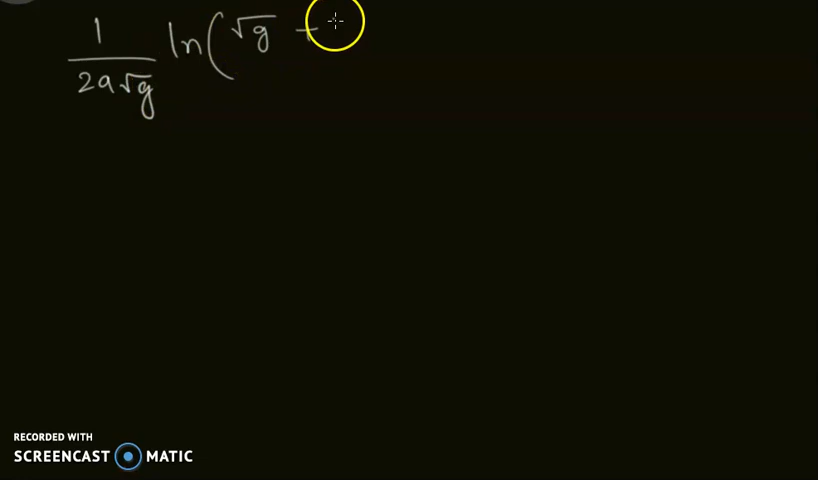 1/(2a√g) ln(√g +
RECORDED WITH
SCREENCAST MATIC